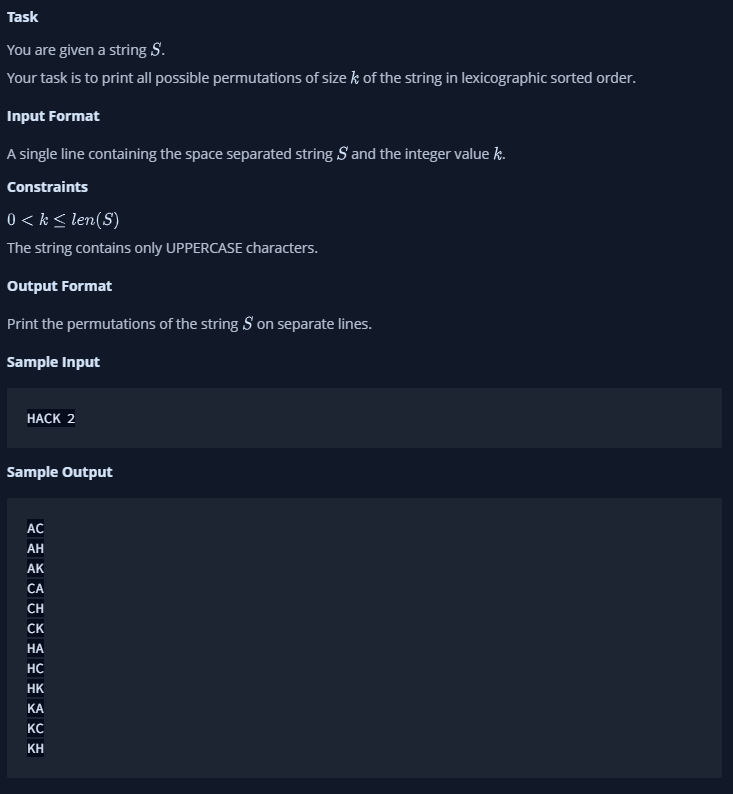 Task
You are given a string S.
Your task is to print all possible permutations of size k of the string in lexicographic sorted order.
Input Format
A single line containing the space separated string S and the integer value k.
Constraints
0 < k ≤ len(S)
The string contains only UPPERCASE characters.
Output Format
Print the permutations of the string S on separate lines.
Sample Input
HACK 2
Sample Output
AC
AH
AK
CA
CH
CK
HA
HC
HK
KA
KC
KH